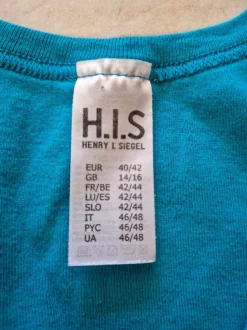 H.I.S
HENRY I. SIEGEL
EUR 40/42
GB 14/16
FR/BE 42/44
LU/ES 42/44
SLO 42/44
IT 46/48
PYC 46/48
UA 46/48